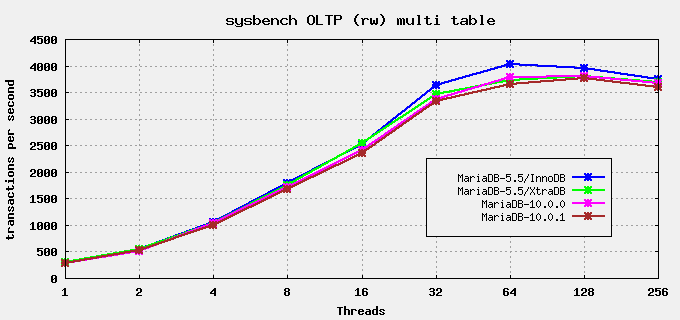 sysbench OLTP (rw) multi table
transactions per second
4500
4000
3500
3000
2500
2000
1500
1000
500
0
MariaDB-5.5/InnoDB
MariaDB-5.5/XtraDB
MariaDB-10.0.0
MariaDB-10.0.1
1 2 4 8 16 32 64 128 256
Threads